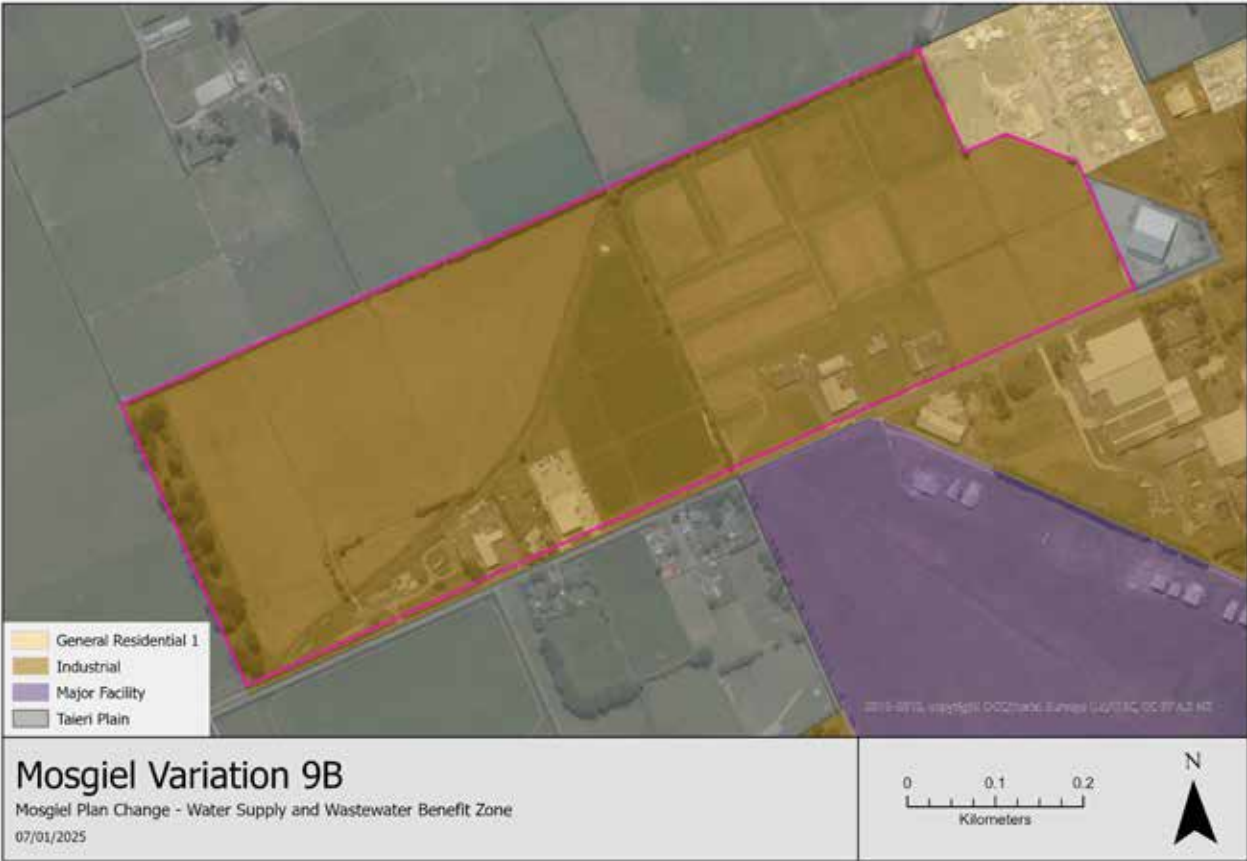 General Residential 1
Industrial
Major Facility
Taieri Plain
Mosgiel Variation 9B
Mosgiel Plan Change - Water Supply and Wastewater Benefit Zone
07/01/2025
0 0.1 0.2
Kilometers
N